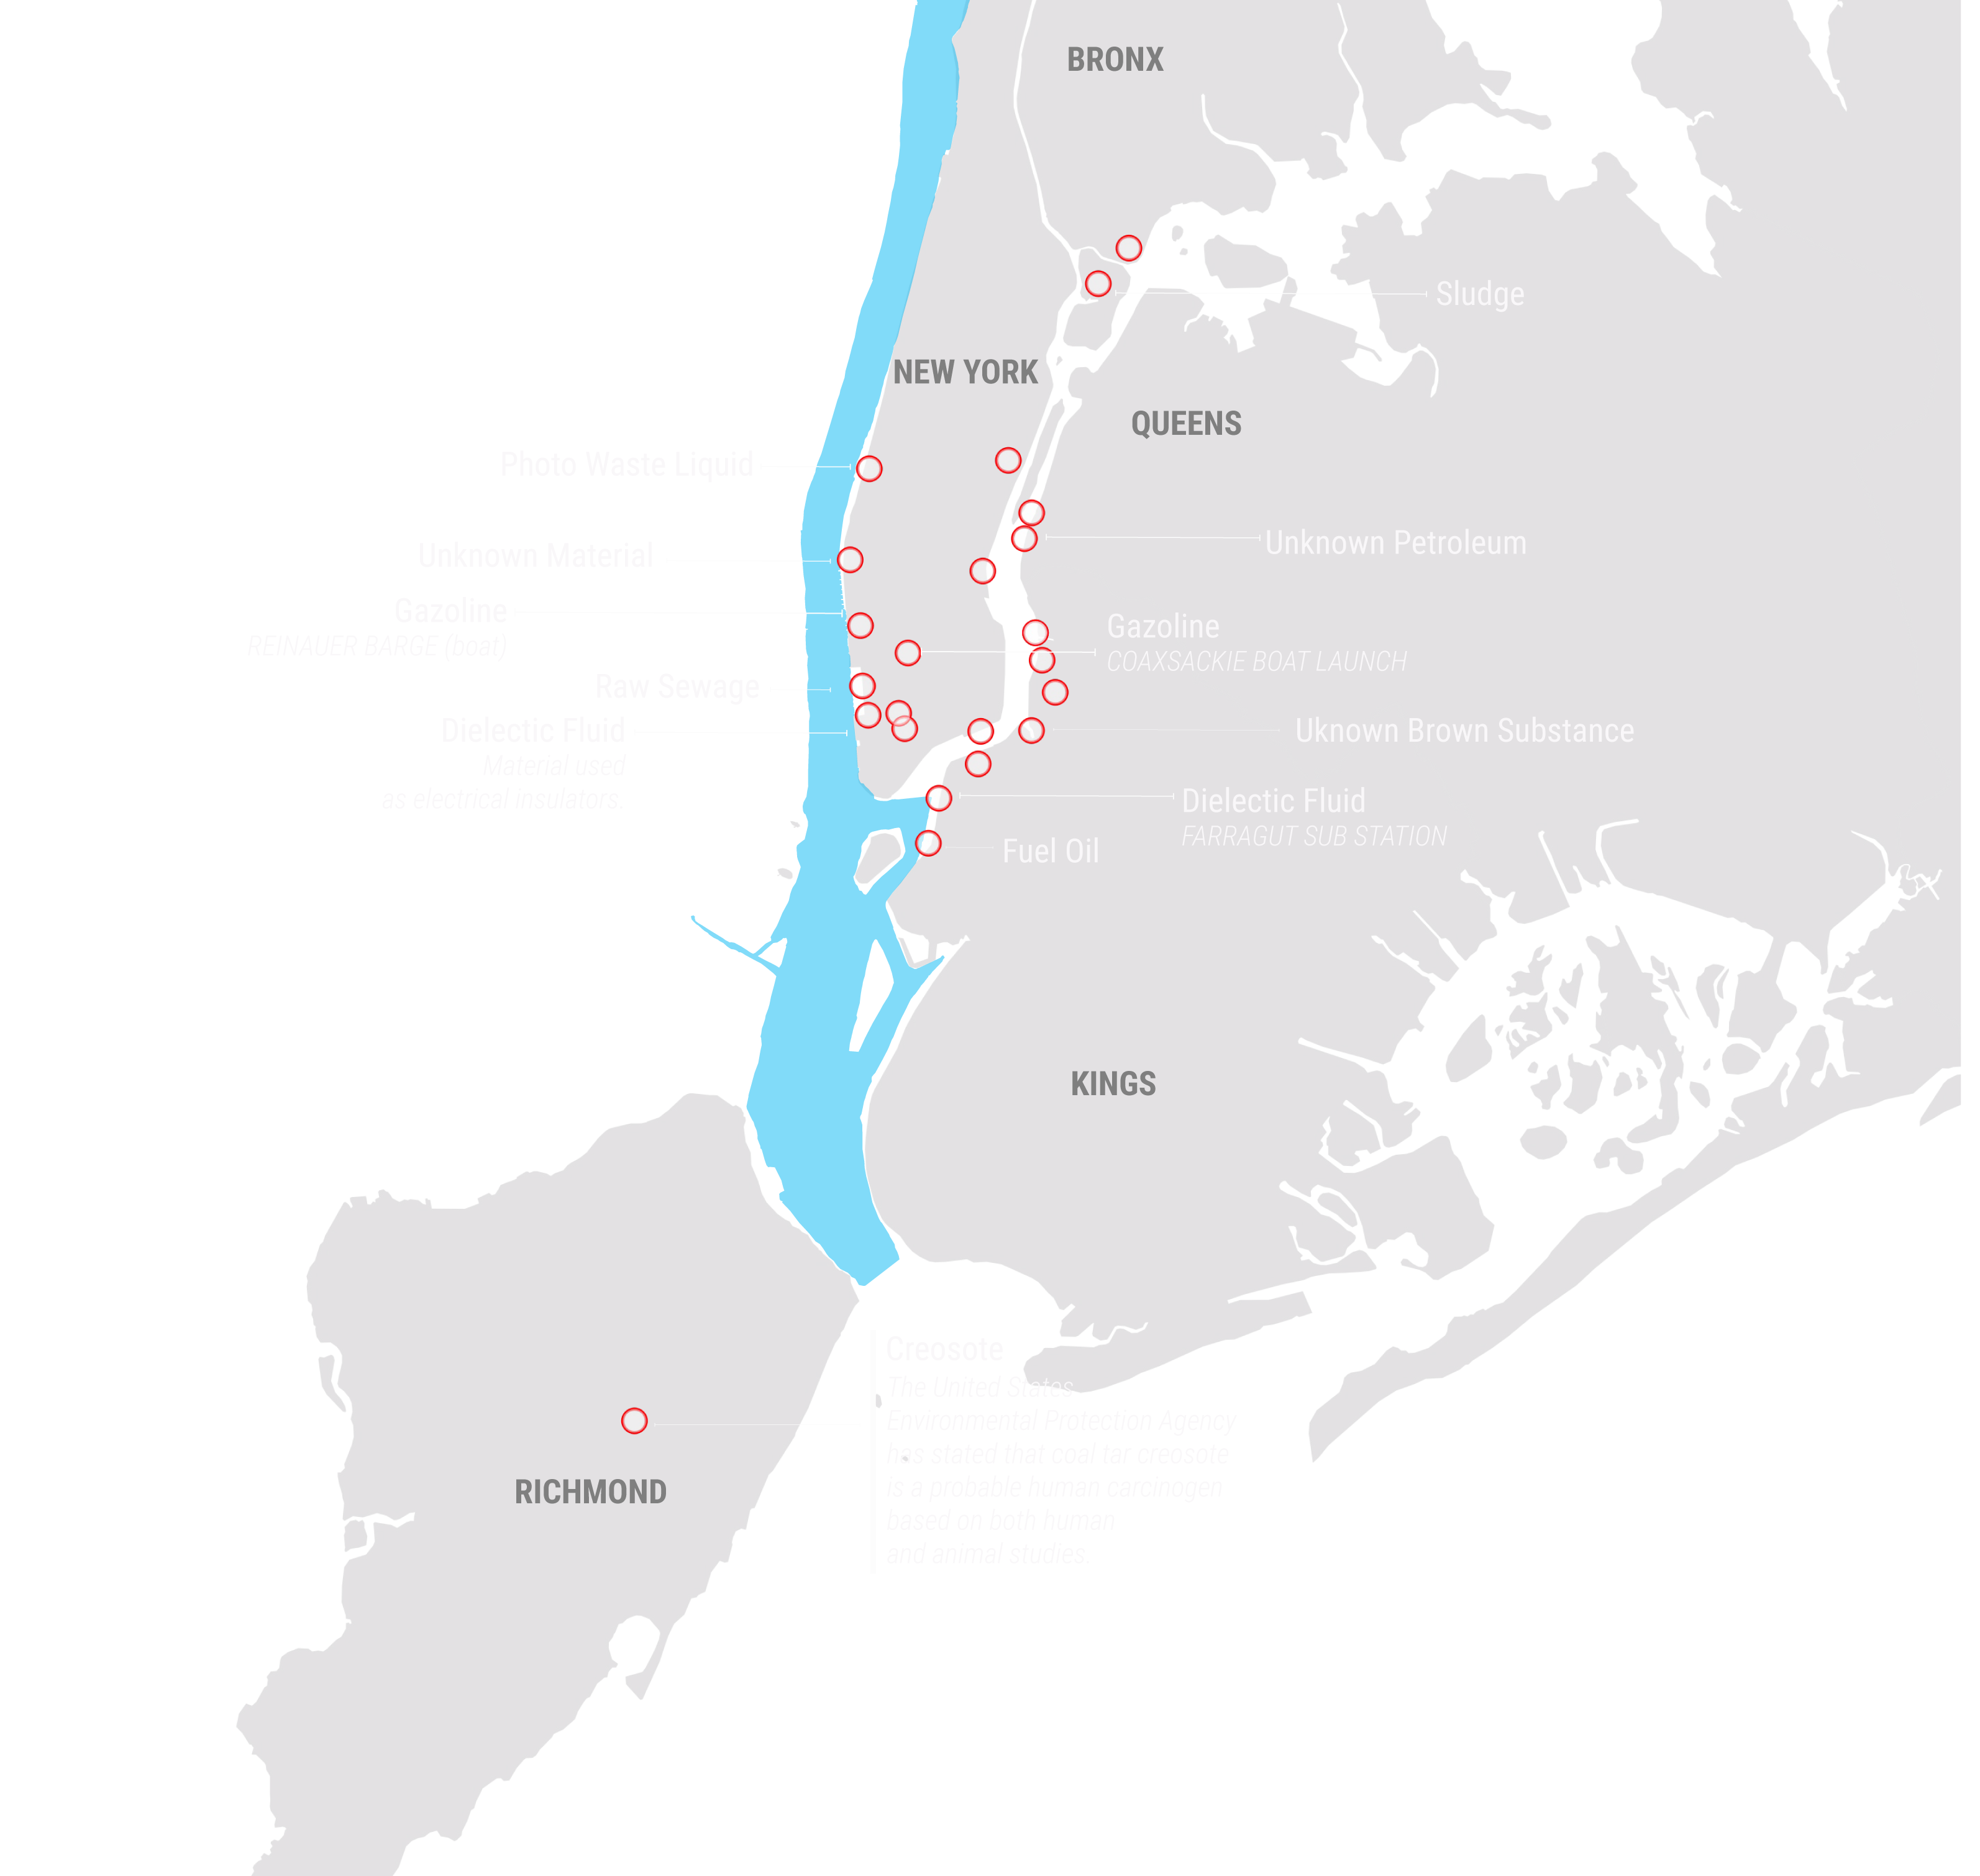 BRONX
Sludge
NEW YORK
QUEENS
Photo Waste Liquid
Unknown Material
Unknown Petroleum
Gazoline
REINAUER BARGE (boat)
Gazoline
COAXSACKIE BOAT LAUNCH
Raw Sewage
Dielectic Fluid
Material used
as electrical insulators.
Uknown Brown Substance
Dielectic Fluid
FARRAGUT SUB STATION
Fuel Oil
KINGS
Creosote
The United States
Environmental Protection Agency
has stated that coal tar creosote
is a probable human carcinogen
based on both human
and animal studies.
RICHMOND